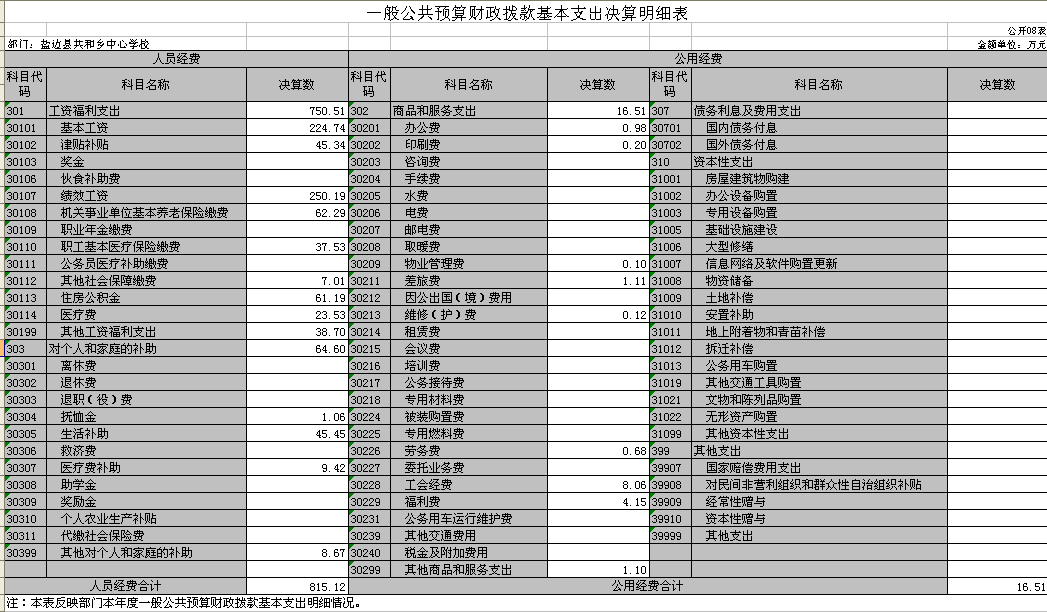 一般公共预算财政拨款基本支出决算明细表
公开08表
部门：盐边县共和乡中心学校 金额单位：万元
人员经费 公用经费
科目代码 科目名称 决算数 科目代码 科目名称 决算数 科目代码 科目名称 决算数
301 工资福利支出 750.51 302 商品和服务支出 16.51 307 债务利息及费用支出
30101 基本工资 224.74 30201 办公费 0.98 30701 国内债务付息
30102 津贴补贴 45.34 30202 印刷费 0.20 30702 国外债务付息
30103 奖金 30203 咨询费 310 资本性支出
30106 伙食补助费 30204 手续费 31001 房屋建筑物购建
30107 绩效工资 250.19 30205 水费 31002 办公设备购置
30108 机关事业单位基本养老保险缴费 62.29 30206 电费 31003 专用设备购置
30109 职业年金缴费 30207 邮电费 31005 基础设施建设
30110 职工基本医疗保险缴费 37.53 30208 取暖费 31006 大型修缮
30111 公务员医疗补助缴费 30209 物业管理费 0.10 31007 信息网络及软件购置更新
30112 其他社会保障缴费 7.01 30211 差旅费 1.11 31008 物资储备
30113 住房公积金 61.19 30212 因公出国（境）费用 31009 土地补偿
30114 医疗费 23.53 30213 维修（护）费 0.12 31010 安置补助
30199 其他工资福利支出 38.70 30214 租赁费 31011 地上附着物和青苗补偿
303 对个人和家庭的补助 64.60 30215 会议费 31012 拆迁补偿
30301 离休费 30216 培训费 31013 公务用车购置
30302 退休费 30217 公务接待费 31019 其他交通工具购置
30303 退职（役）费 30218 专用材料费 31021 文物和陈列品购置
30304 抚恤金 1.06 30224 被装购置费 31022 无形资产购置
30305 生活补助 45.45 30225 专用燃料费 31099 其他资本性支出
30306 救济费 30226 劳务费 0.68 399 其他支出
30307 医疗费补助 9.42 30227 委托业务费 39907 国家赔偿费用支出
30308 助学金 30228 工会经费 8.06 39908 对民间非营利组织和群众性自治组织补贴
30309 奖励金 30229 福利费 4.15 39909 经常性赠与
30310 个人农业生产补贴 30231 公务用车运行维护费 39910 资本性赠与
30311 代缴社会保险费 30239 其他交通费用 39999 其他支出
30399 其他对个人和家庭的补助 8.67 30240 税金及附加费用
30299 其他商品和服务支出 1.10
人员经费合计 815.12 公用经费合计 16.51
注：本表反映部门本年度一般公共预算财政拨款基本支出明细情况。